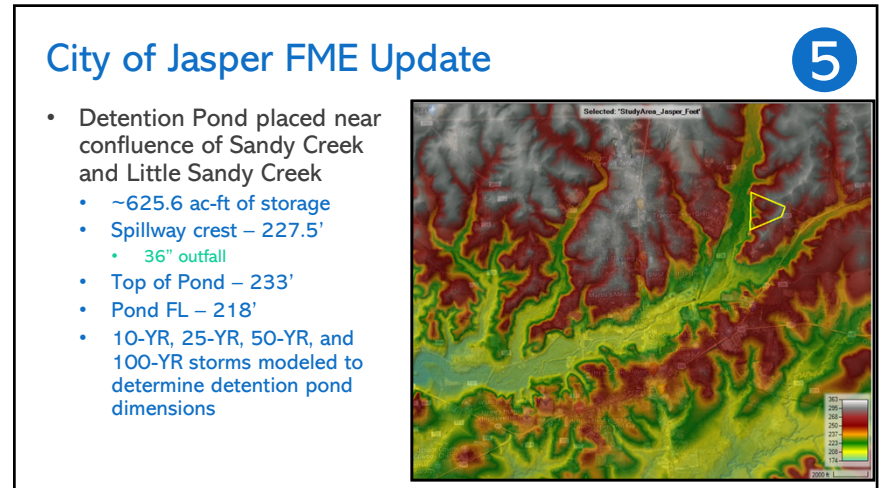 City of Jasper FME Update
5
• Detention Pond placed near
confluence of Sandy Creek
and Little Sandy Creek
• ~625.6 ac-ft of storage
• Spillway crest – 227.5'
• 36" outfall
• Top of Pond – 233'
• Pond FL – 218'
• 10-YR, 25-YR, 50-YR, and
100-YR storms modeled to
determine detention pond
dimensions
Selected: 'StudyArea_Jasper_Feet'
363
295
268
250
237
223
208
174
2000 ft